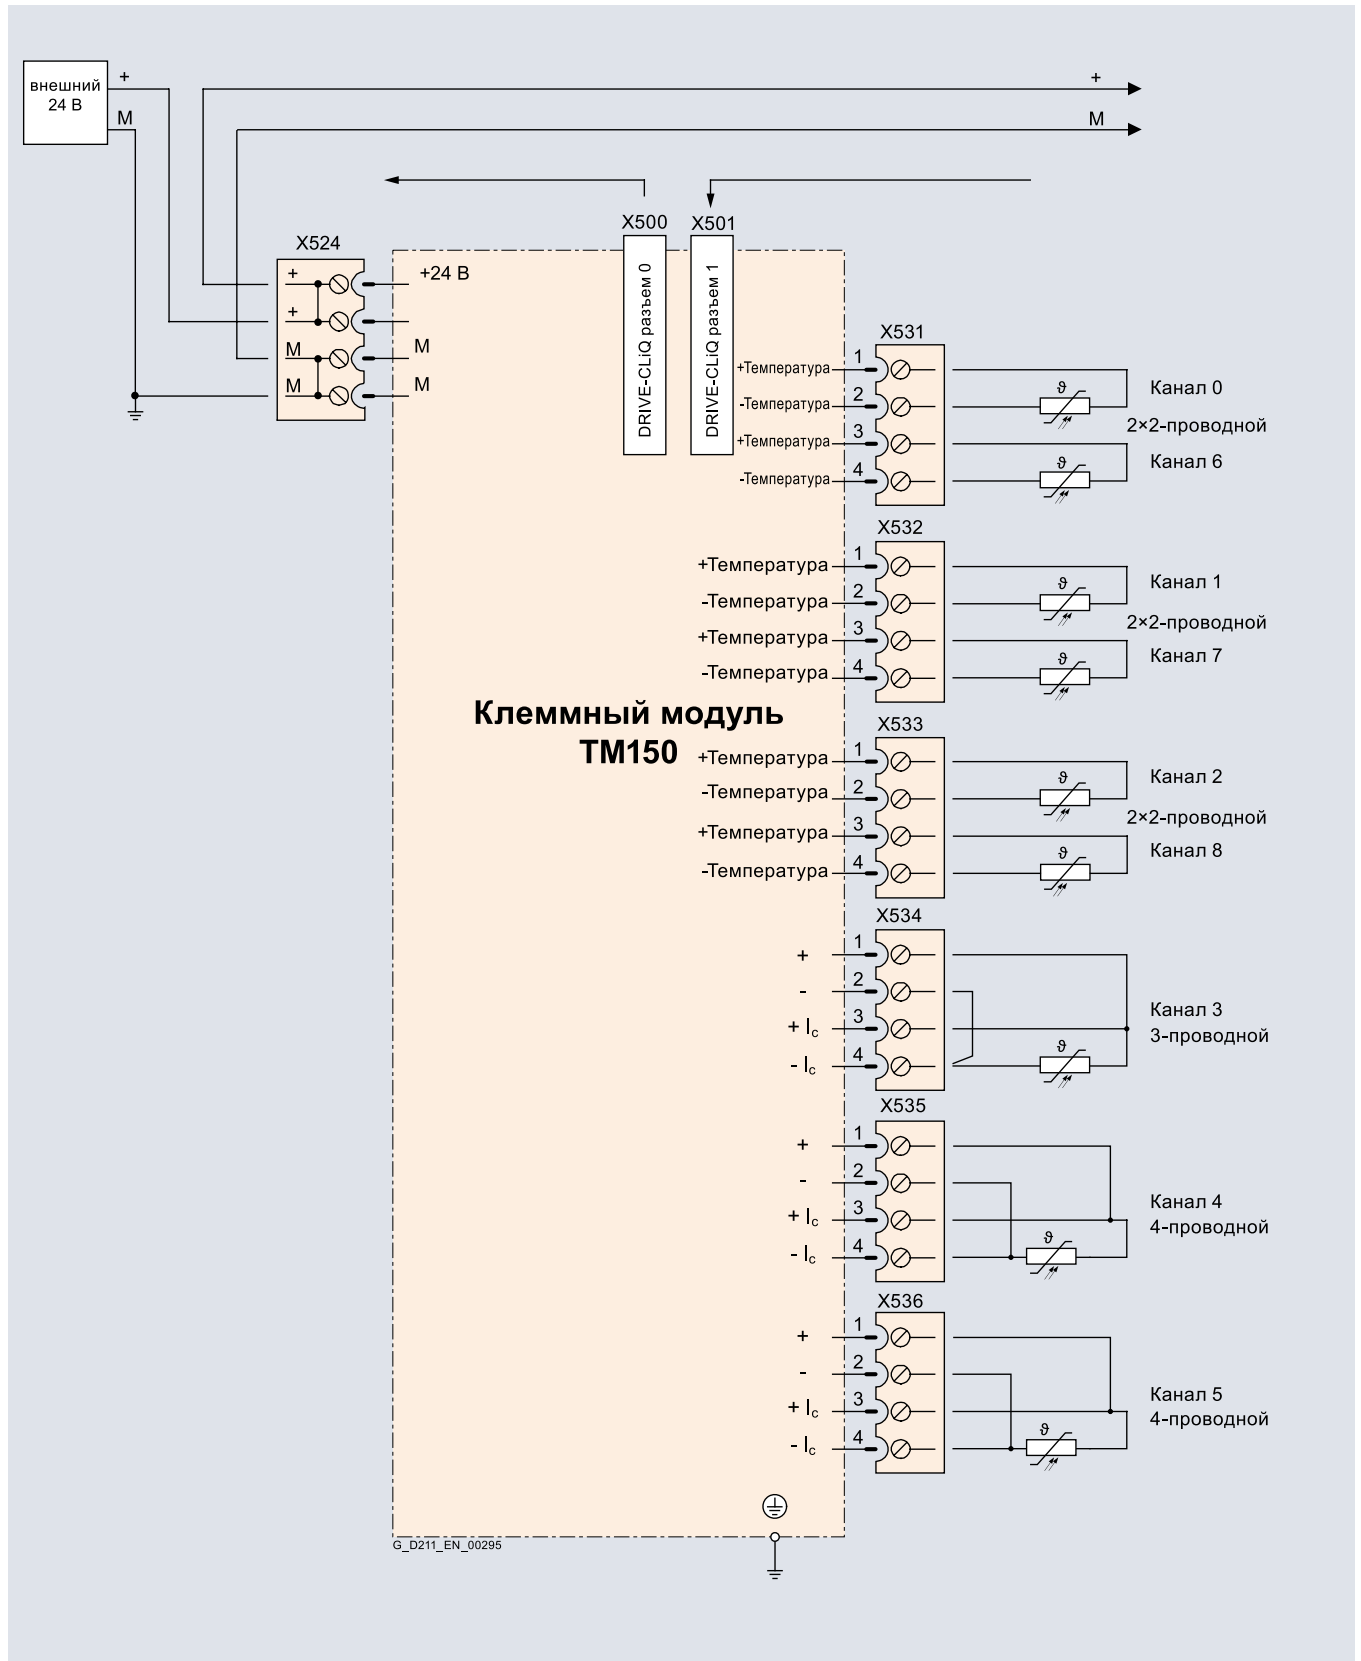 внешний
24 В
+
M
+
M
X500
X501
X524
+
+
M
M
+24 В
M
M
DRIVE-CLiQ разъем 0
DRIVE-CLiQ разъем 1
X531
+Температура
1
-Температура
2
+Температура
3
-Температура
4
ϑ
ϑ
Канал 0
2×2-проводной
Канал 6
X532
+Температура
1
-Температура
2
+Температура
3
-Температура
4
ϑ
ϑ
Канал 1
2×2-проводной
Канал 7
Клеммный модуль
TM150
X533
+Температура
1
-Температура
2
+Температура
3
-Температура
4
ϑ
ϑ
Канал 2
2×2-проводной
Канал 8
X534
+
1
-
2
+ Ic
3
- Ic
4
ϑ
Канал 3
3-проводной
X535
+
1
-
2
+ Ic
3
- Ic
4
ϑ
Канал 4
4-проводной
X536
+
1
-
2
+ Ic
3
- Ic
4
ϑ
Канал 5
4-проводной
G_D211_EN_00295